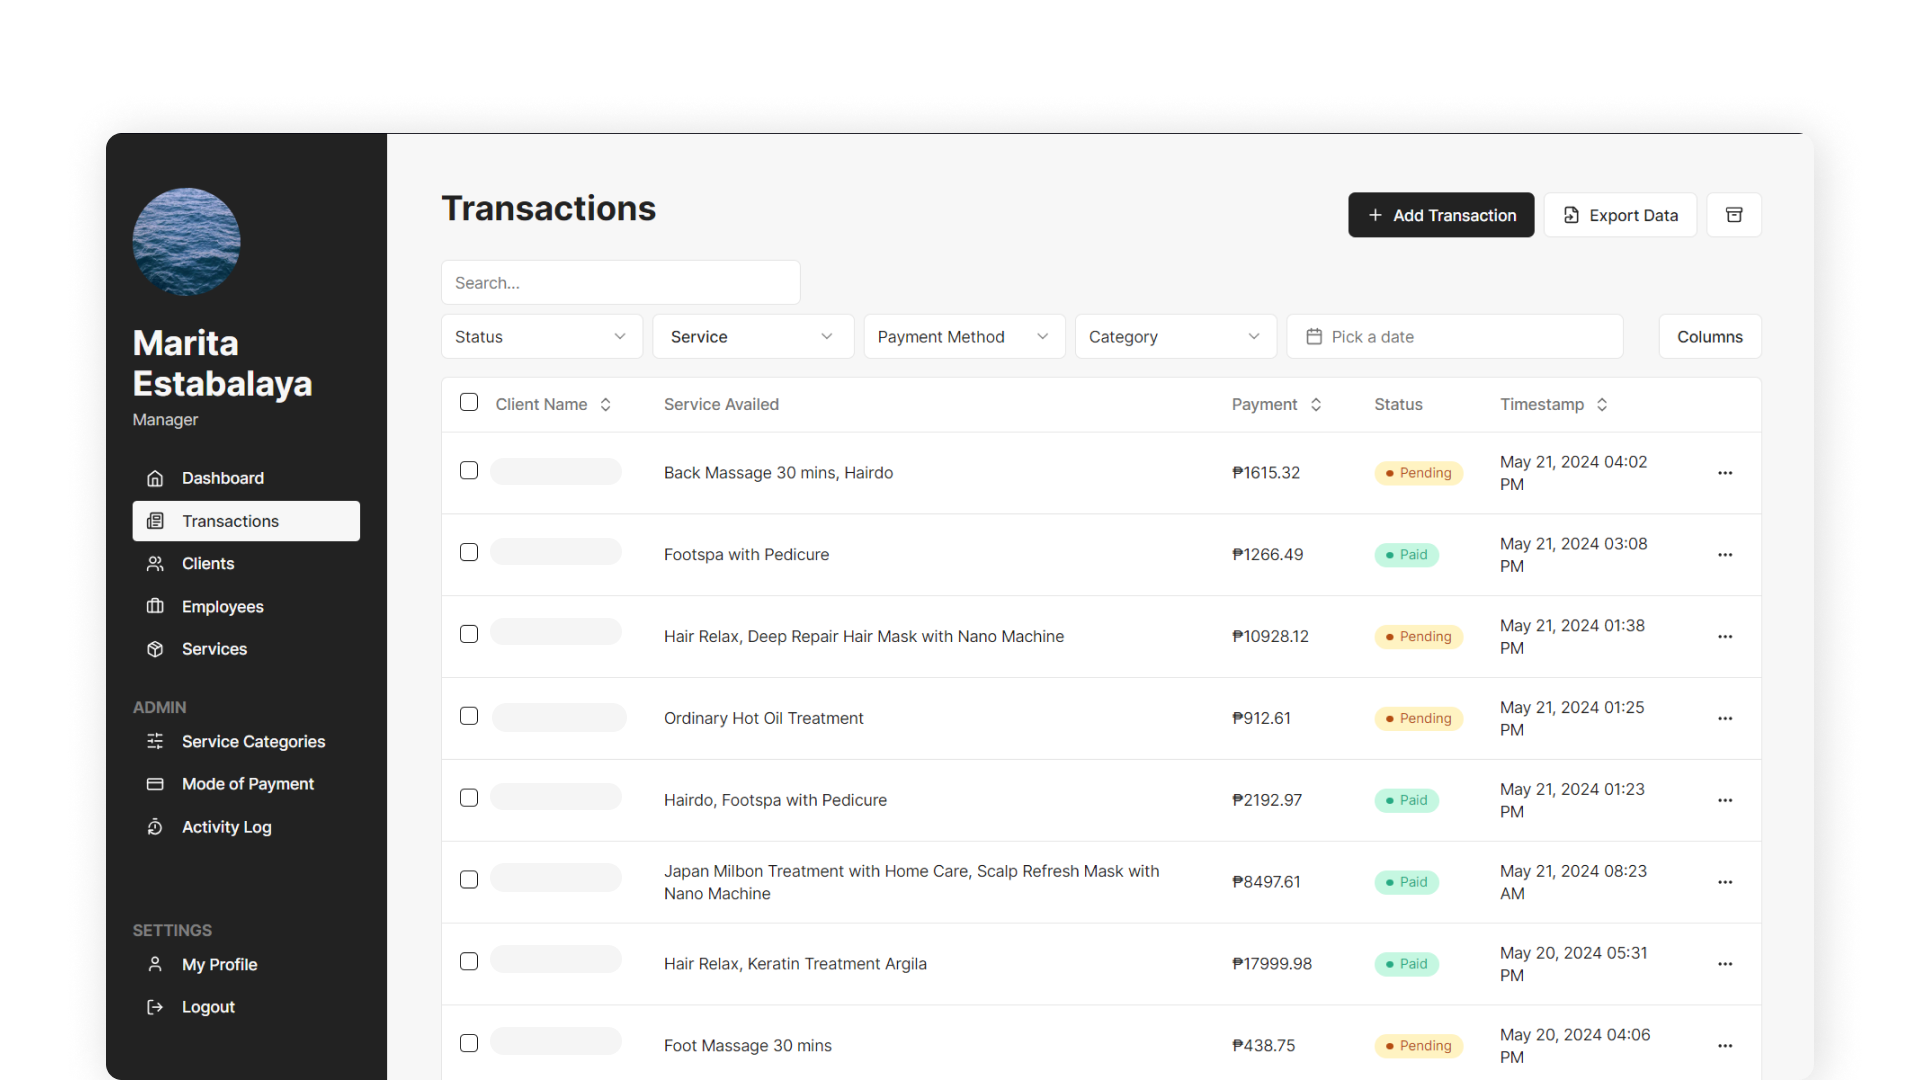 Marita
Estabalaya
Manager
Dashboard
Transactions
Clients
Employees
Services
ADMIN
Service Categories
Mode of Payment
Activity Log
SETTINGS
My Profile
Logout
Transactions
Add Transaction
Export Data
Search...
Status
Service
Payment Method
Category
Pick a date
Columns
Client Name
Service Availed
Payment
Status
Timestamp
Back Massage 30 mins, Hairdo
₱1615.32
Pending
May 21, 2024 04:02
PM
Footspa with Pedicure
₱1266.49
Paid
May 21, 2024 03:08
PM
Hair Relax, Deep Repair Hair Mask with Nano Machine
₱10928.12
Pending
May 21, 2024 01:38
PM
Ordinary Hot Oil Treatment
₱912.61
Pending
May 21, 2024 01:25
PM
Hairdo, Footspa with Pedicure
₱2192.97
Paid
May 21, 2024 01:23
PM
Japan Milbon Treatment with Home Care, Scalp Refresh Mask with
Nano Machine
₱8497.61
Paid
May 21, 2024 08:23
AM
Hair Relax, Keratin Treatment Argila
₱17999.98
Paid
May 20, 2024 05:31
PM
Foot Massage 30 mins
₱438.75
Pending
May 20, 2024 04:06
PM